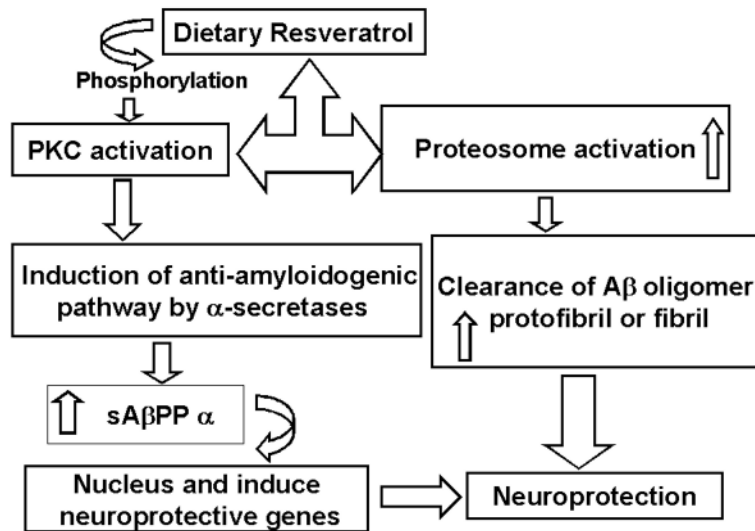 Dietary Resveratrol
Phosphorylation
PKC activation
Proteosome activation
Induction of anti-amyloidogenic
pathway by α-secretases
Clearance of Aβ oligomer
protofibril or fibril
sAβPP α
Nucleus and induce
neuroprotective genes
Neuroprotection